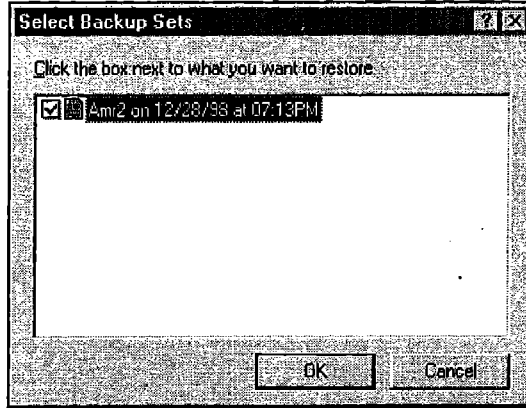 Select Backup Sets
Click the box next to what you want to restore.
Amr2 on 12/28/98 at 07:13PM
OK
Cancel